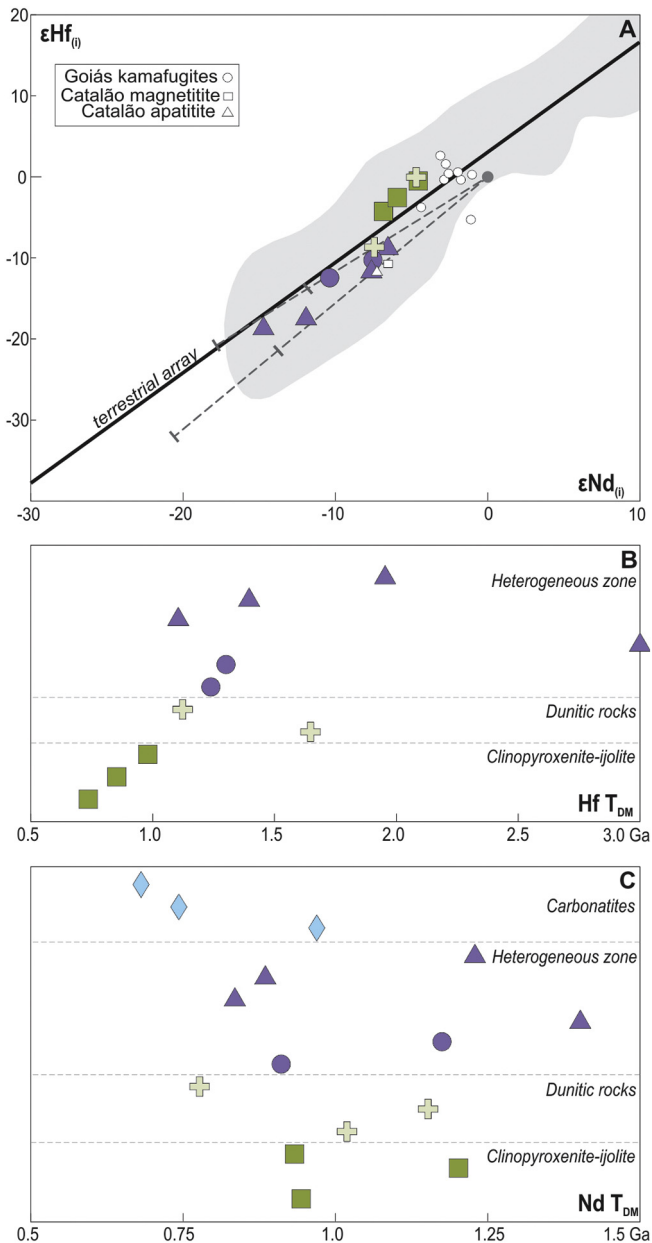 20
εHf(i)
A
Goiás kamafugites
Catalão magnetitite
Catalão apatitite
10
0
-10
-20
terrestrial array
-30
εNd(i)
-30
-20
-10
0
10
B
Heterogeneous zone
Dunitic rocks
Clinopyroxenite-ijolite
Hf TDM
0.5
1.0
1.5
2.0
2.5
3.0 Ga
C
Carbonatites
Heterogeneous zone
Dunitic rocks
Clinopyroxenite-ijolite
Nd TDM
0.5
0.75
1.0
1.25
1.5 Ga